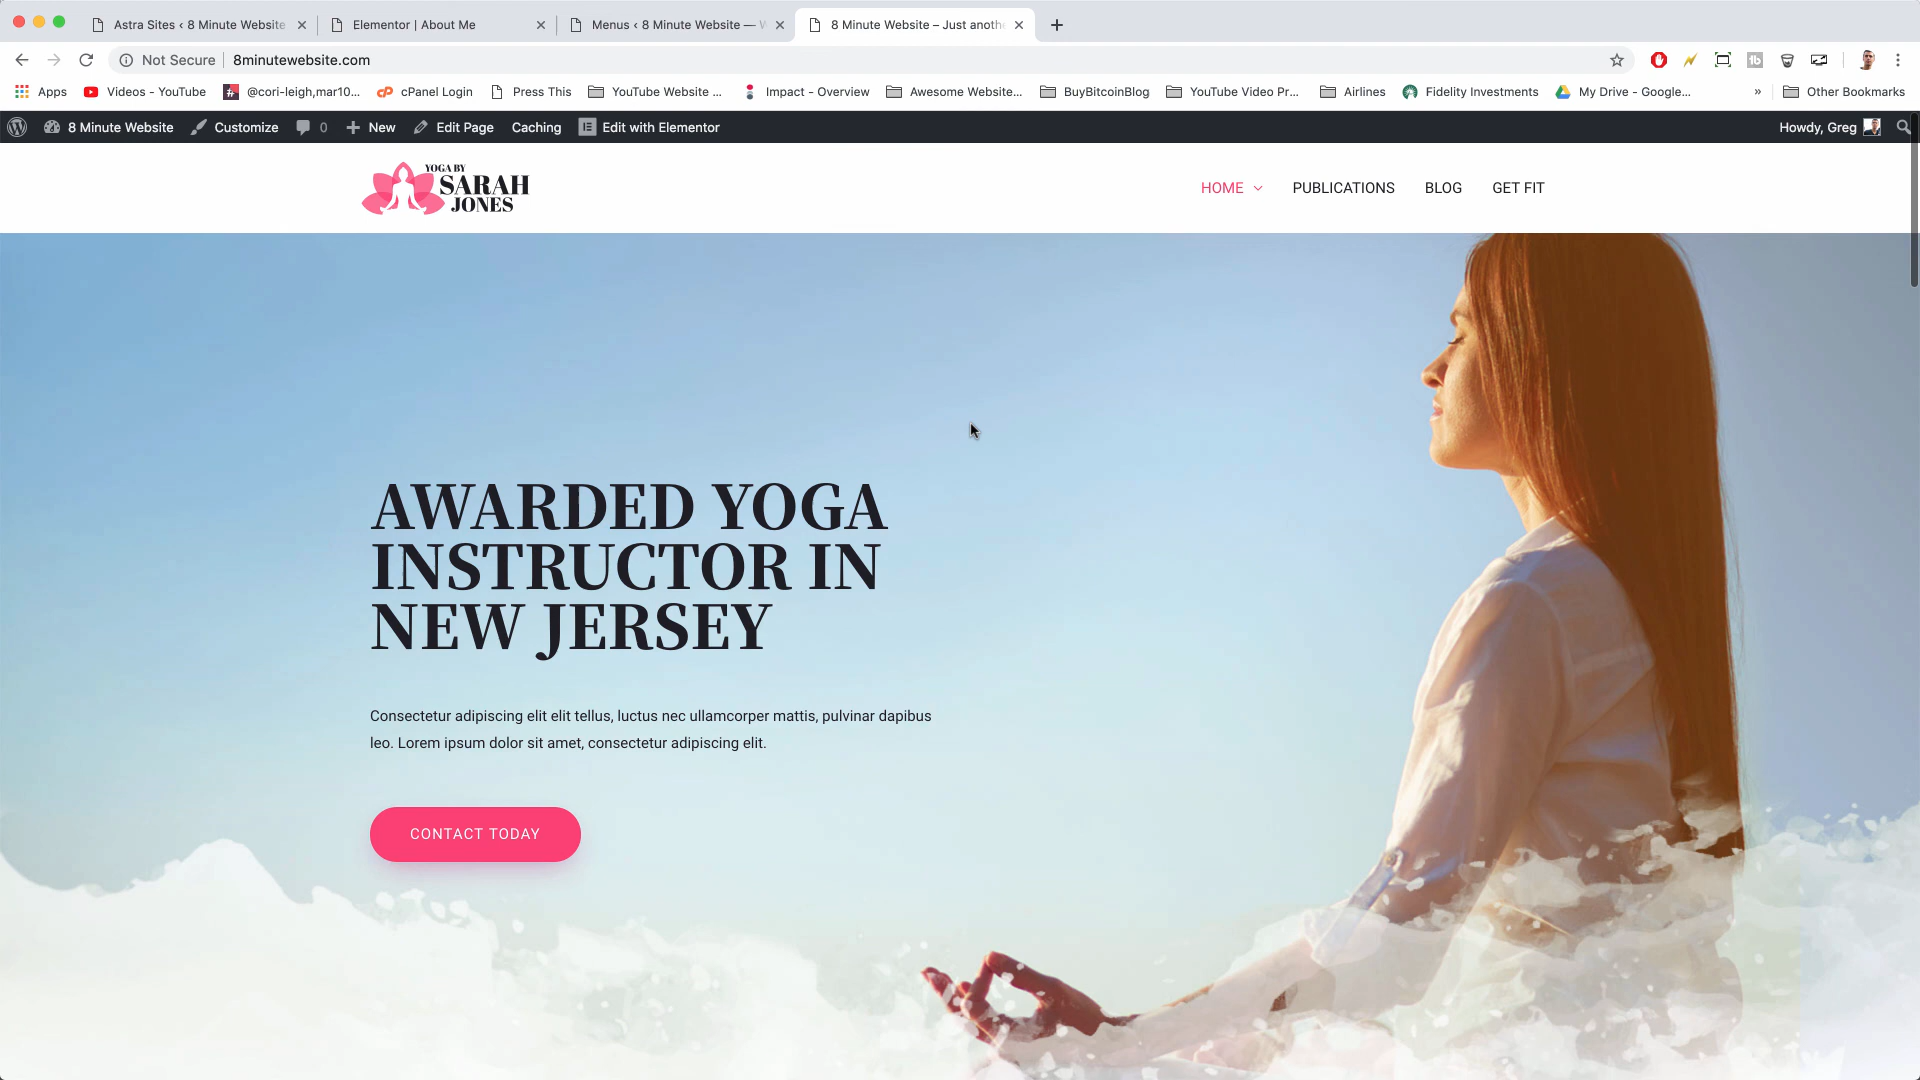 Astra Sites ‹ 8 Minute Website
Elementor | About Me
Menus ‹ 8 Minute Website —
8 Minute Website – Just anoth
Not Secure
8minutewebsite.com
Apps
Videos - YouTube
@cori-leigh,mar10...
cPanel Login
Press This
YouTube Website ...
Impact - Overview
Awesome Website...
BuyBitcoinBlog
YouTube Video Pr...
Airlines
Fidelity Investments
My Drive - Google...
»
Other Bookmarks
8 Minute Website
Customize
0
New
Edit Page
Caching
Edit with Elementor
Howdy, Greg
YOGA BY
SARAH
JONES
HOME
PUBLICATIONS
BLOG
GET FIT
AWARDED YOGA
INSTRUCTOR IN
NEW JERSEY
Consectetur adipiscing elit elit tellus, luctus nec ullamcorper mattis, pulvinar dapibus
leo. Lorem ipsum dolor sit amet, consectetur adipiscing elit.
CONTACT TODAY